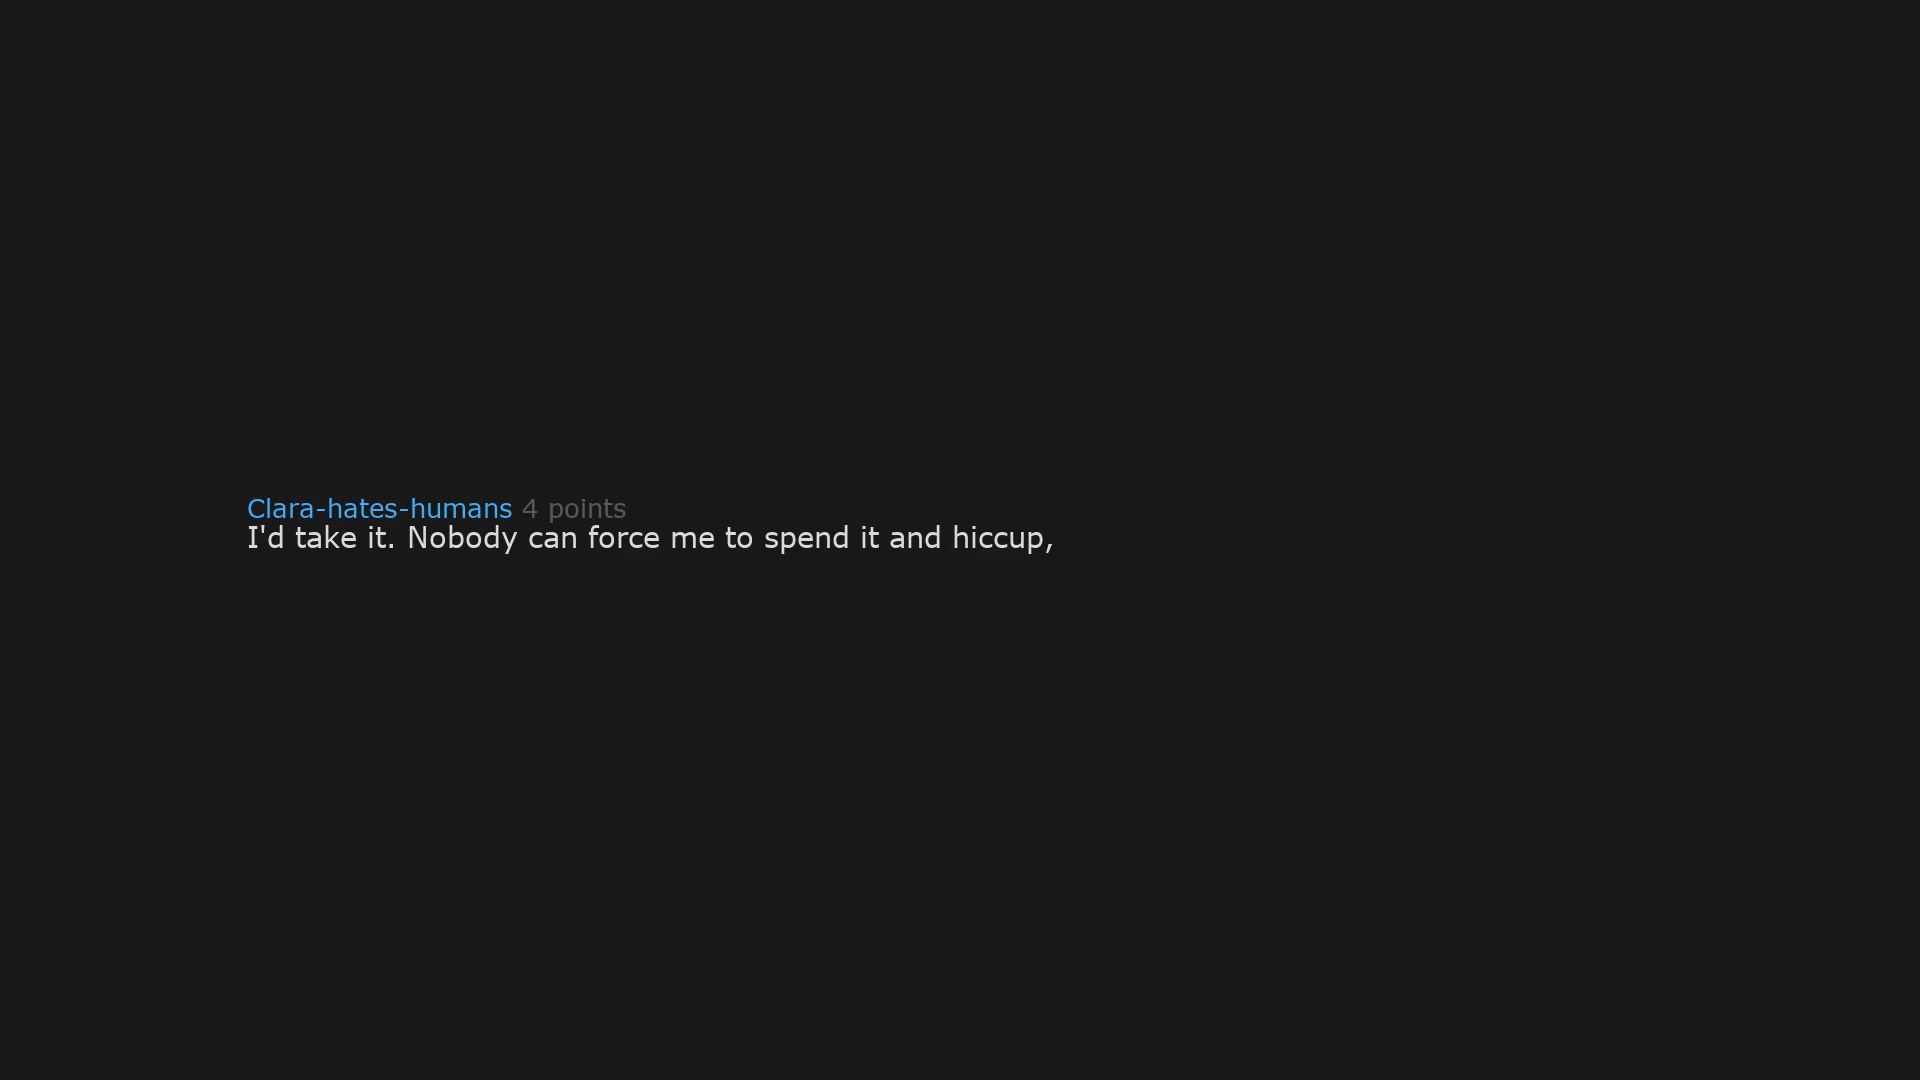 Clara-hates-humans 4 points
I'd take it. Nobody can force me to spend it and hiccup,